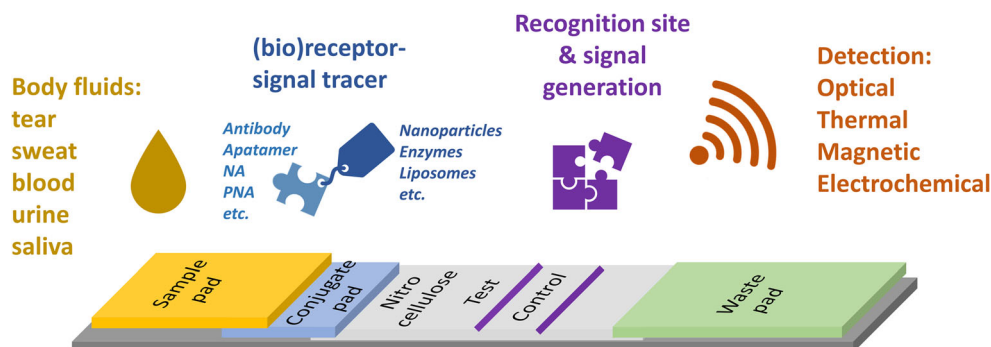 Body fluids:
tear
sweat
blood
urine
saliva
(bio)receptor-
signal tracer
Antibody
Apatamer
NA
PNA
etc.
Nanoparticles
Enzymes
Liposomes
etc.
Recognition site
& signal
generation
Detection:
Optical
Thermal
Magnetic
Electrochemical
Sample
pad
Conjugate
pad
Nitro
cellulose
Test
Control
Waste
pad